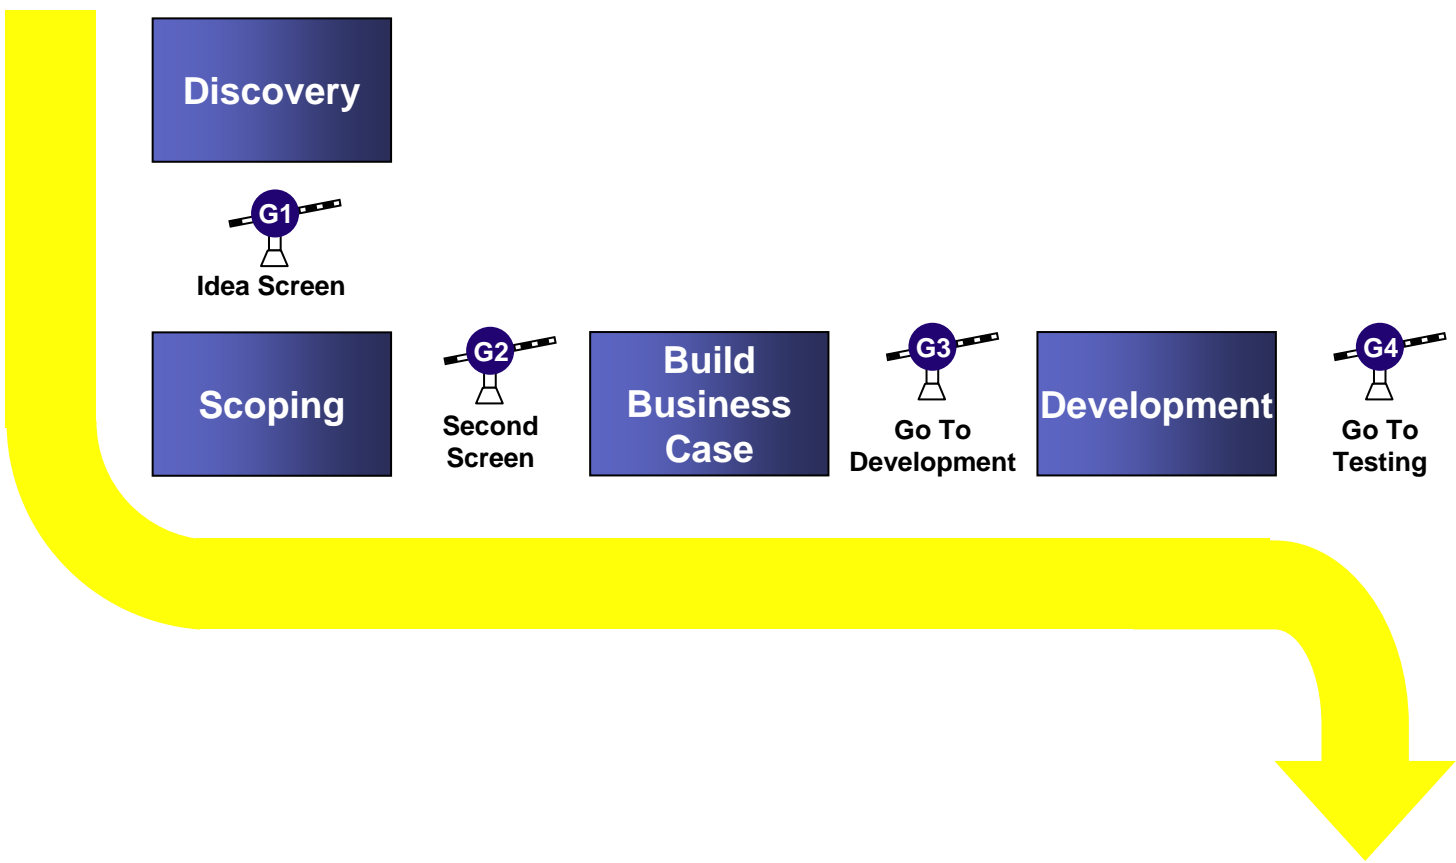 Discovery
G1
Idea Screen
Scoping
G2
Second
Screen
Build
Business
Case
G3
Go To
Development
Development
G4
Go To
Testing